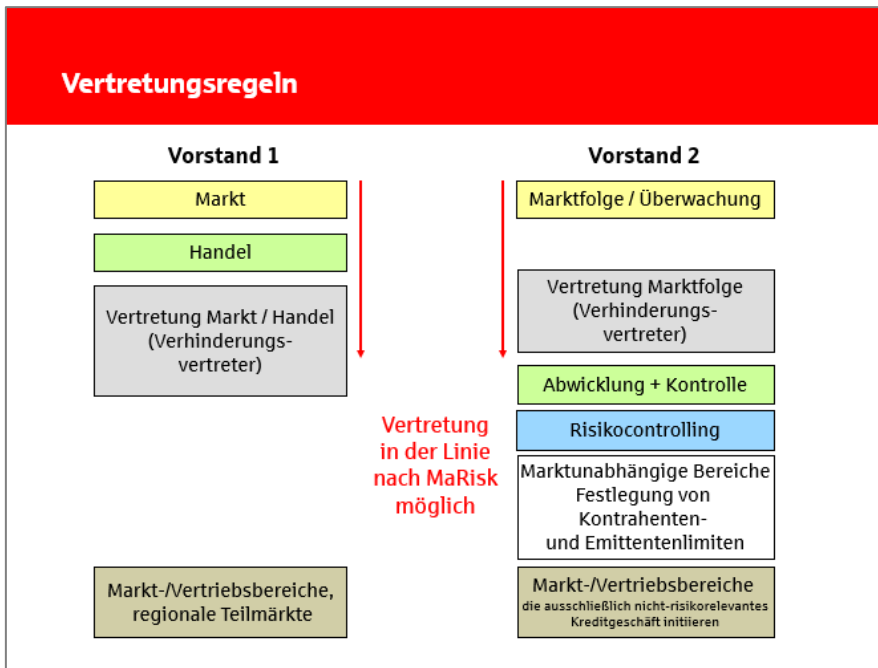 Vertretungsregeln
Vorstand 1
Markt
Handel
Vertretung Markt / Handel
(Verhinderungs-
vertreter)
Markt-/Vertriebsbereiche,
regionale Teilmärkte
Vertretung
in der Linie
nach MaRisk
möglich
Vorstand 2
Marktfolge / Überwachung
Vertretung Marktfolge
(Verhinderungs-
vertreter)
Abwicklung + Kontrolle
Risikocontrolling
Marktunabhängige Bereiche
Festlegung von
Kontrahenten-
und Emittentenlimiten
Markt-/Vertriebsbereiche
die ausschließlich nicht-risikorelevantes
Kreditgeschäft initiieren